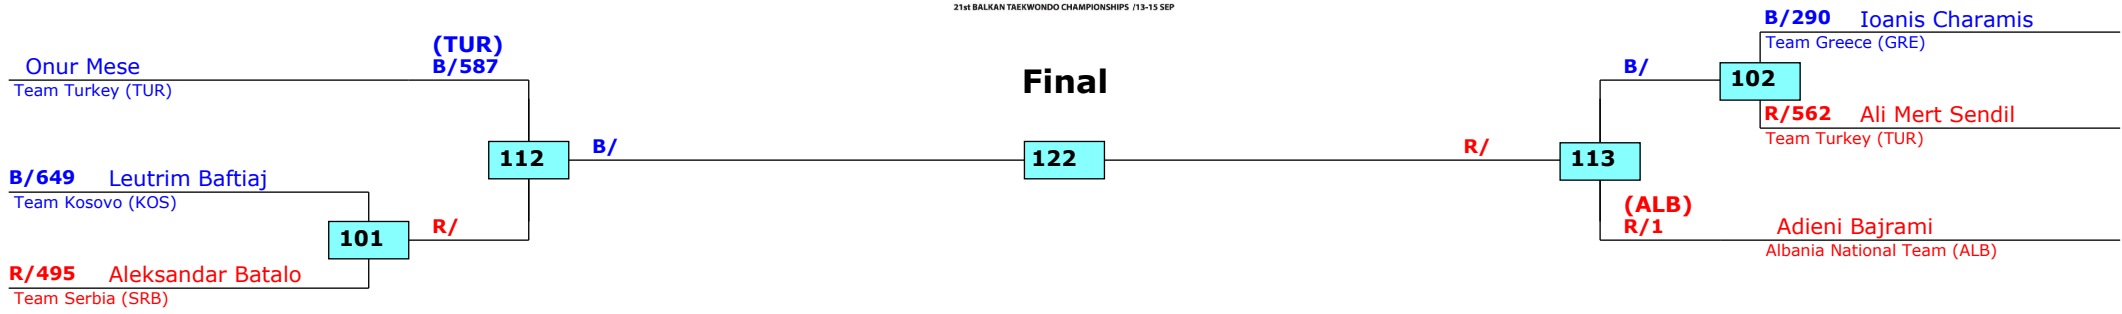 21st BALKAN TAEKWONDO CHAMPIONSHIPS /13-15 SEP
Final
Onur Mese
Team Turkey (TUR)
(TUR)
B/587
112
B/
B/649 Leutrim Baftiaj
Team Kosovo (KOS)
101
R/
R/495 Aleksandar Batalo
Team Serbia (SRB)
122
B/290 Ioanis Charamis
Team Greece (GRE)
102
B/
R/562 Ali Mert Sendil
Team Turkey (TUR)
R/
113
(ALB)
R/1
Adieni Bajrami
Albania National Team (ALB)